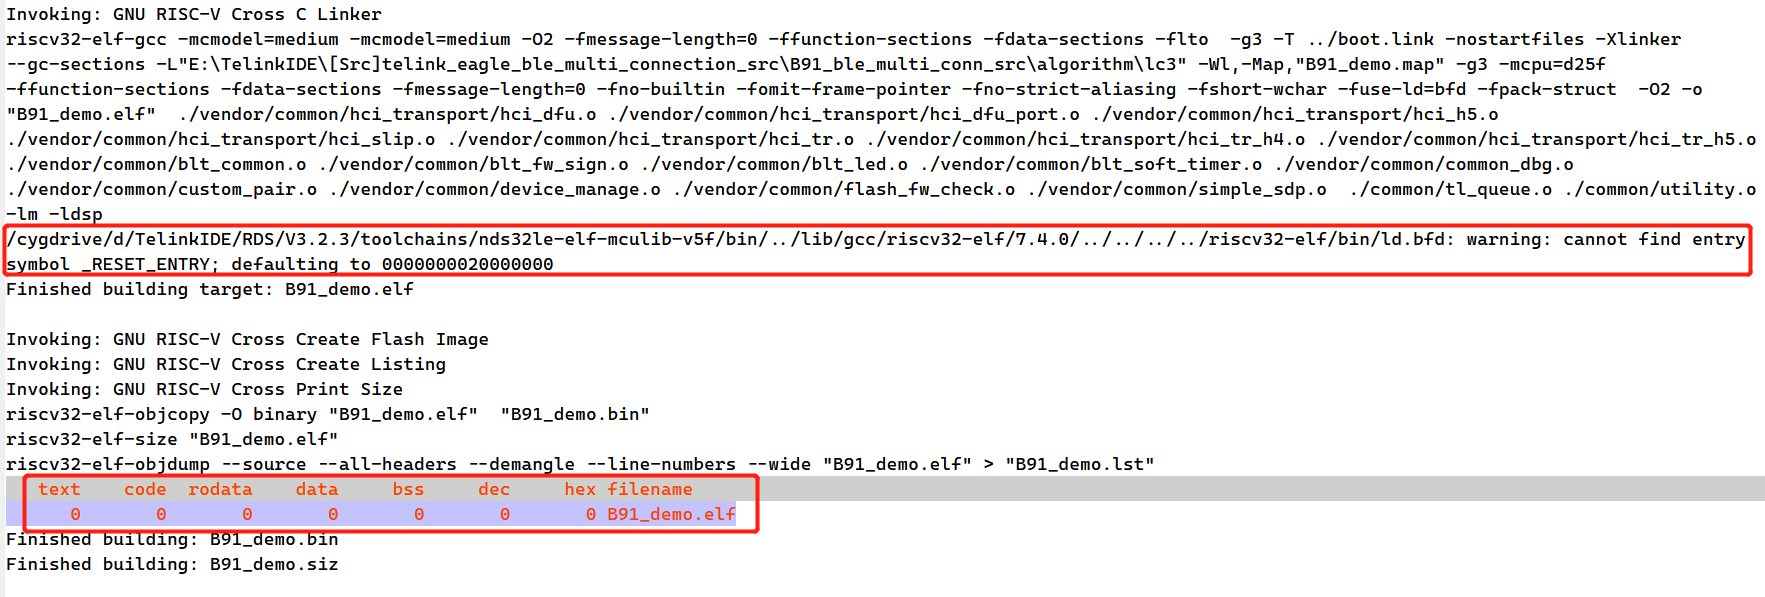 Invoking: GNU RISC-V Cross C Linker
riscv32-elf-gcc -mcmodel=medium -mcmodel=medium -O2 -fmessage-length=0 -ffunction-sections -fdata-sections -flto  -g3 -T ../boot.link -nostartfiles -Xlinker
--gc-sections -L"E:\TelinkIDE\[Src]telink_eagle_ble_multi_connection_src\B91_ble_multi_conn_src\algorithm\lc3" -Wl,-Map,"B91_demo.map" -g3 -mcpu=d25f
-ffunction-sections -fdata-sections -fmessage-length=0 -fno-builtin -fomit-frame-pointer -fno-strict-aliasing -fshort-wchar -fuse-ld=bfd -fpack-struct  -O2 -o
"B91_demo.elf"  ./vendor/common/hci_transport/hci_dfu.o ./vendor/common/hci_transport/hci_dfu_port.o ./vendor/common/hci_transport/hci_h5.o
./vendor/common/hci_transport/hci_slip.o ./vendor/common/hci_transport/hci_tr.o ./vendor/common/hci_transport/hci_tr_h4.o ./vendor/common/hci_transport/hci_tr_h5.o
./vendor/common/blt_common.o ./vendor/common/blt_fw_sign.o ./vendor/common/blt_led.o ./vendor/common/blt_soft_timer.o ./vendor/common/common_dbg.o
./vendor/common/custom_pair.o ./vendor/common/device_manage.o ./vendor/common/flash_fw_check.o ./vendor/common/simple_sdp.o  ./common/tl_queue.o ./common/utility.o
-lm -ldsp
/cygdrive/d/TelinkIDE/RDS/V3.2.3/toolchains/nds32le-elf-mculib-v5f/bin/../lib/gcc/riscv32-elf/7.4.0/../../../../riscv32-elf/bin/ld.bfd: warning: cannot find entry
symbol _RESET_ENTRY; defaulting to 0000000020000000
Finished building target: B91_demo.elf
Invoking: GNU RISC-V Cross Create Flash Image
Invoking: GNU RISC-V Cross Create Listing
Invoking: GNU RISC-V Cross Print Size
riscv32-elf-objcopy -O binary "B91_demo.elf"  "B91_demo.bin"
riscv32-elf-size "B91_demo.elf"
riscv32-elf-objdump --source --all-headers --demangle --line-numbers --wide "B91_demo.elf" > "B91_demo.lst"
text    code  rodata    data     bss     dec     hex filename
0       0       0       0       0       0       0 B91_demo.elf
Finished building: B91_demo.bin
Finished building: B91_demo.siz